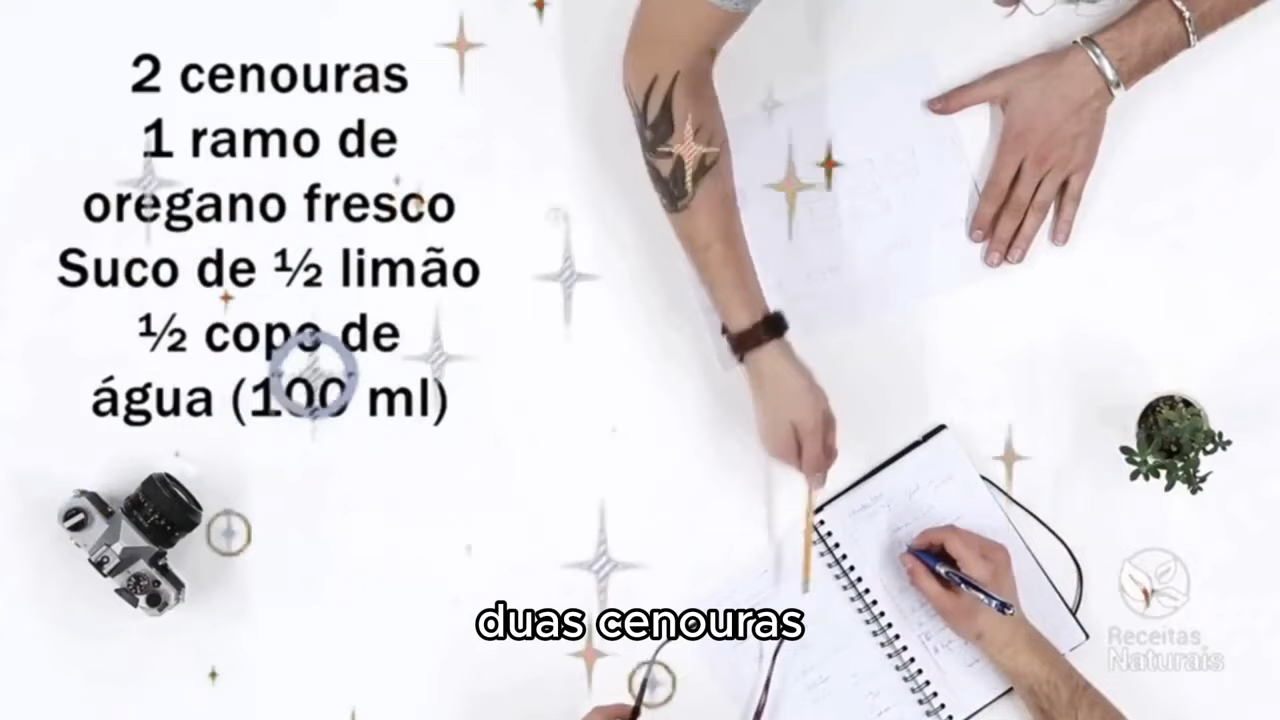 2 cenouras
1 ramo de
orégano fresco
Suco de ½ limão
½ copo de
água (100 ml)
duas cenouras
Receitas
Naturais